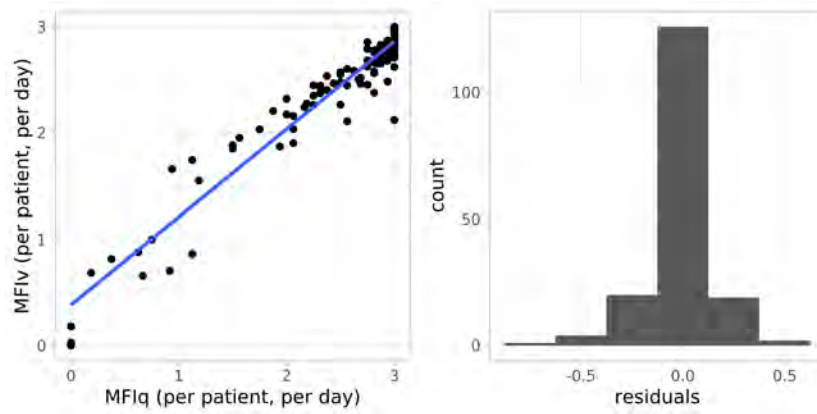 3
2
1
0
MFIv (per patient, per day)
0 1 2 3
MFIq (per patient, per day)
100
50
0
count
-0.5 0.0 0.5
residuals